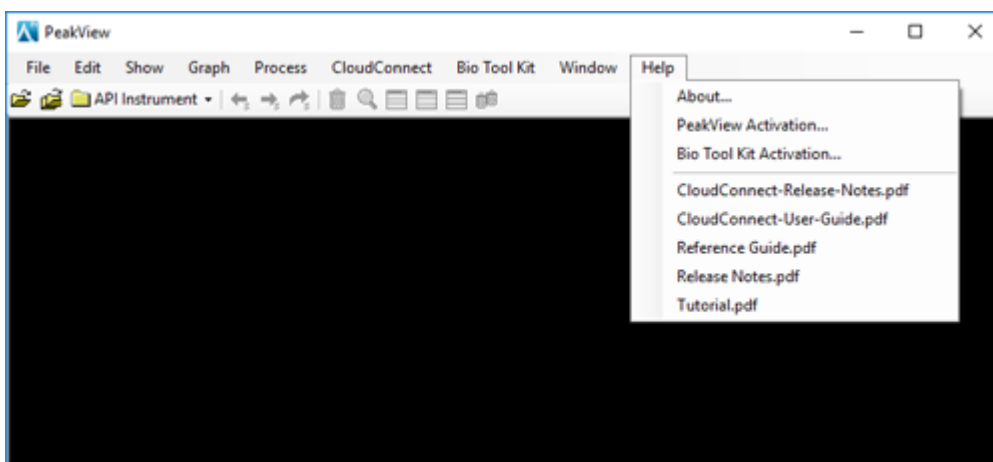 PeakView
File Edit Show Graph Process CloudConnect Bio Tool Kit Window Help
API Instrument
About...
PeakView Activation...
Bio Tool Kit Activation...
CloudConnect-Release-Notes.pdf
CloudConnect-User-Guide.pdf
Reference Guide.pdf
Release Notes.pdf
Tutorial.pdf